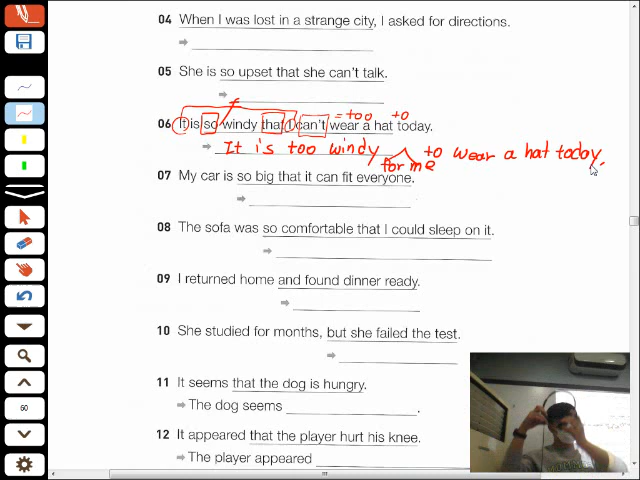 04 When I was lost in a strange city, I asked for directions.
05 She is so upset that she can't talk.
= too to
06 It is so windy that I can't wear a hat today.
It is too windy to wear a hat today.
for me
07 My car is so big that it can fit everyone.
08 The sofa was so comfortable that I could sleep on it.
09 I returned home and found dinner ready.
10 She studied for months, but she failed the test.
11 It seems that the dog is hungry.
The dog seems
12 It appeared that the player hurt his knee.
The player appeared
60